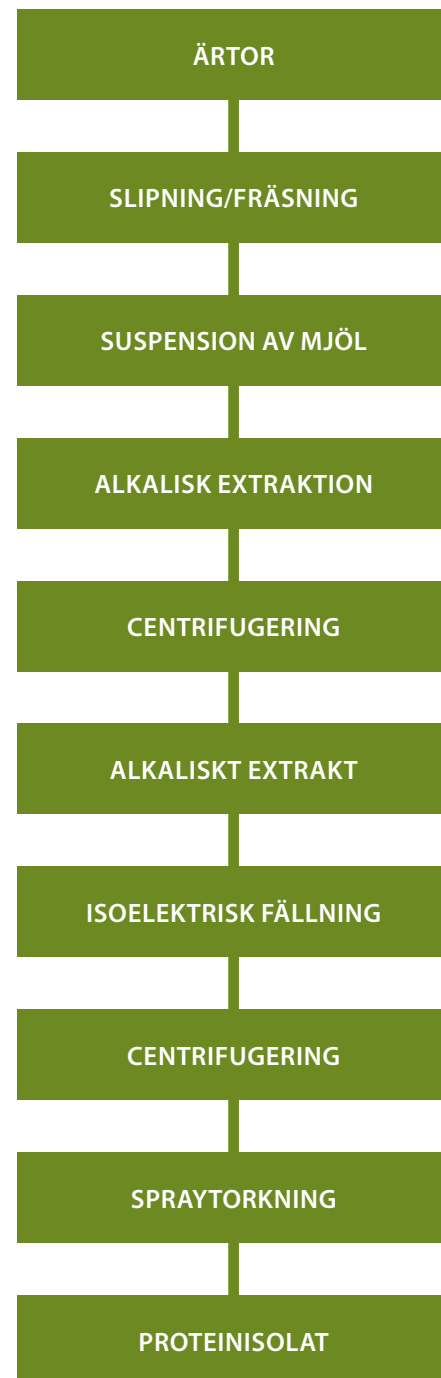 ÄRTOR
SLIPNING/FRÄSNING
SUSPENSION AV MJÖL
ALKALISK EXTRAKTION
CENTRIFUGERING
ALKALISKT EXTRAKT
ISOELEKTRISK FÄLLNING
CENTRIFUGERING
SPRAYTORKNING
PROTEINISOLAT